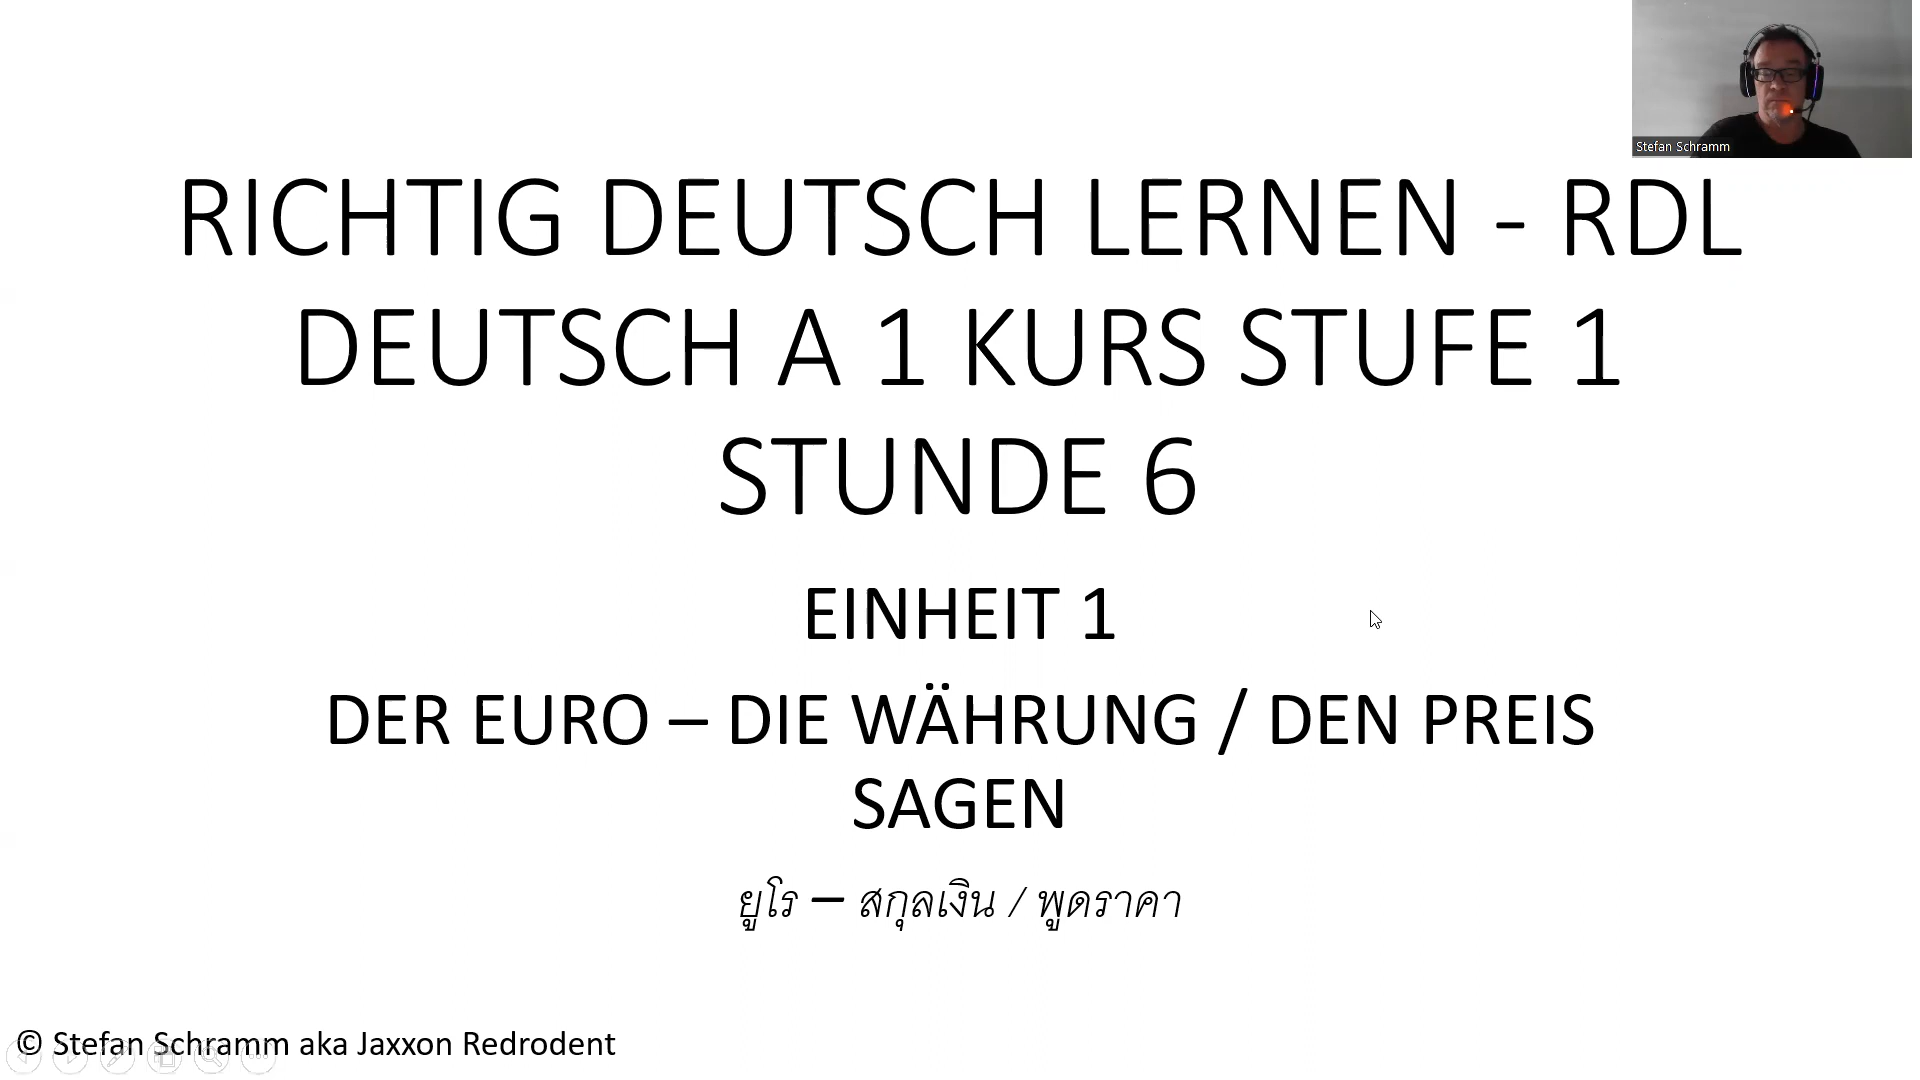 Stefan Schramm
RICHTIG DEUTSCH LERNEN - RDL
DEUTSCH A 1 KURS STUFE 1
STUNDE 6
EINHEIT 1
DER EURO – DIE WÄHRUNG / DEN PREIS
SAGEN
ยูโร – สกุลเงิน / พูดราคา
© Stefan Schramm aka Jaxxon Redrodent